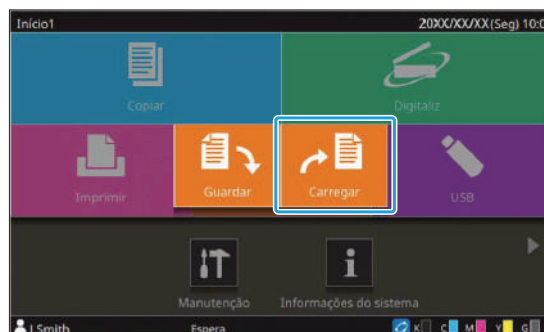 Início1 20XX/XX/XX(Seg) 10:0
Copiar Digitaliz
Imprimir Guardar Carregar USB
Manutenção Informações do sistema
J.Smith Espera K C M Y G